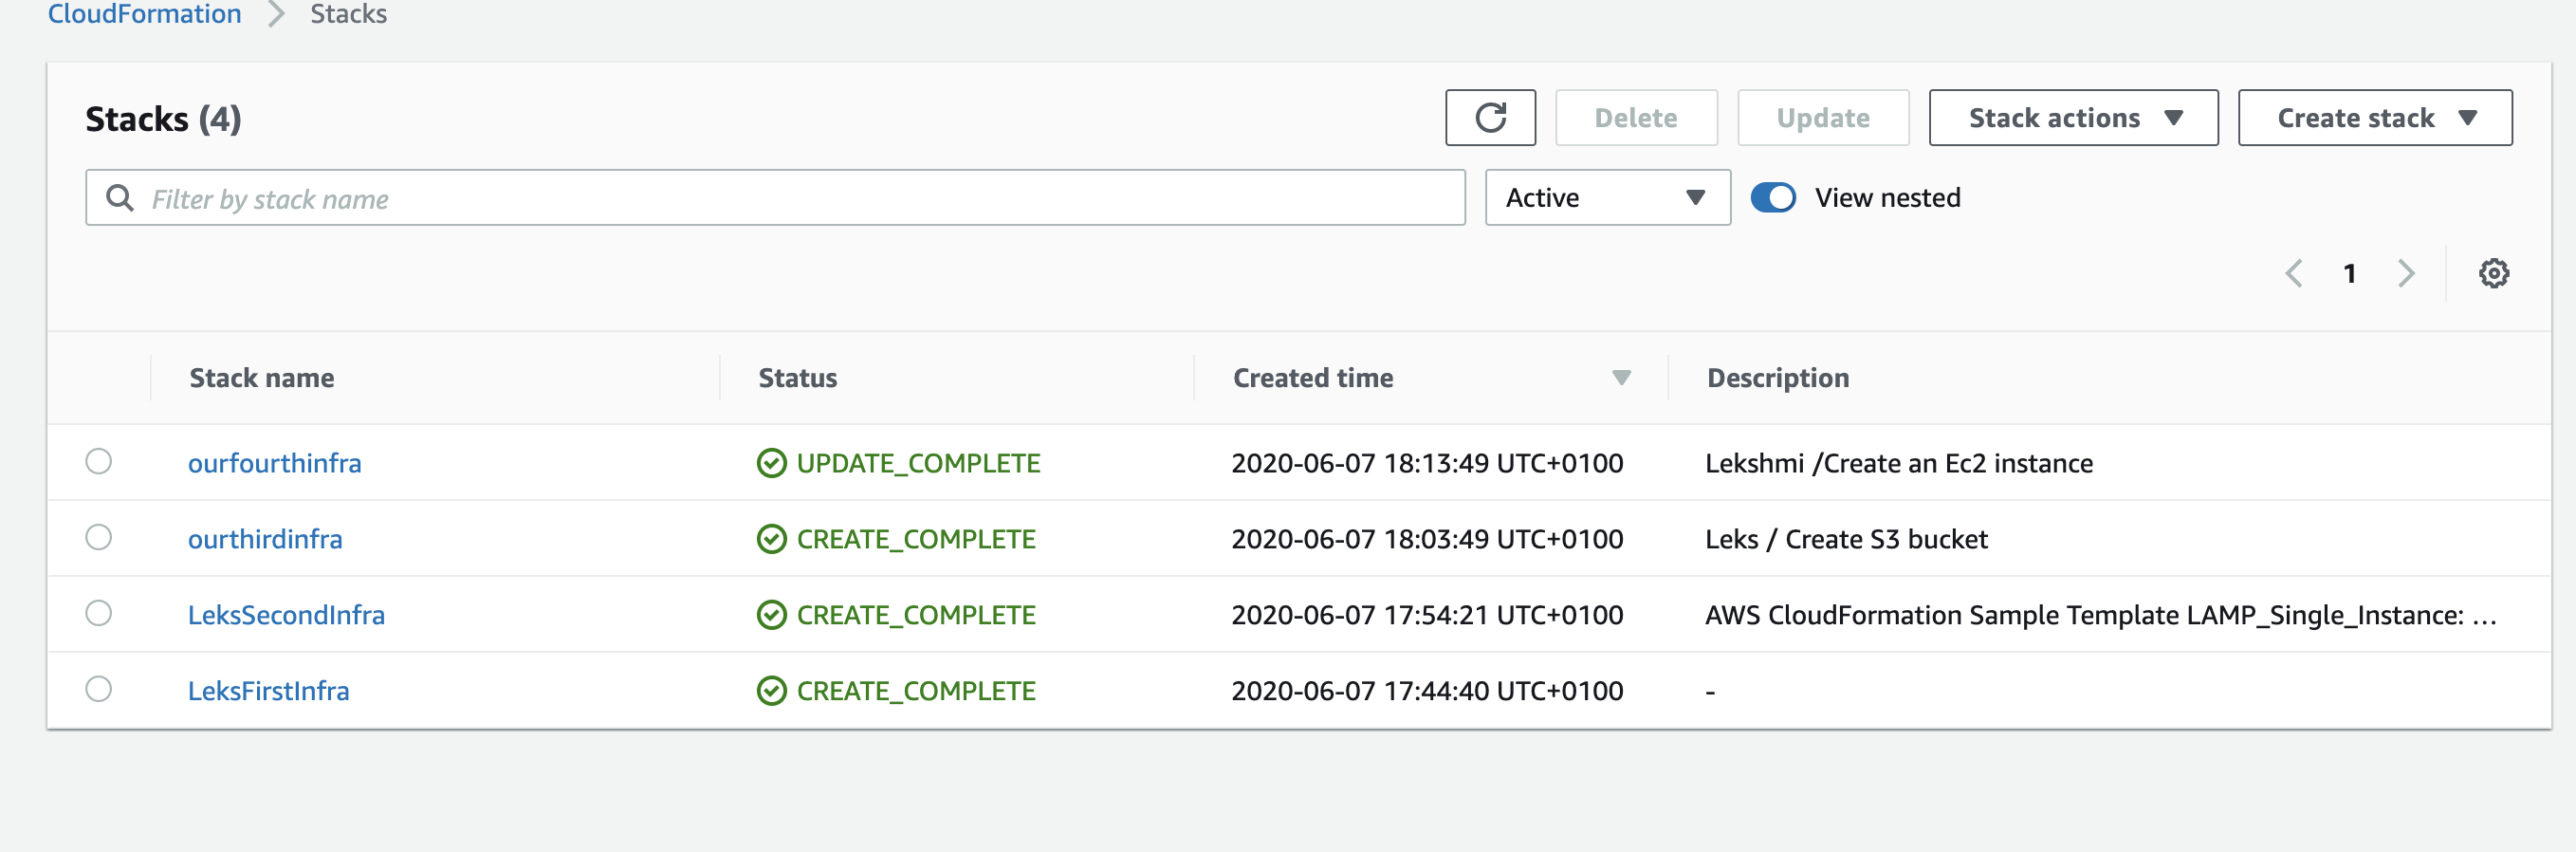 CloudFormation > Stacks
Stacks (4) Delete Update Stack actions Create stack
Filter by stack name Active View nested
1
Stack name Status Created time Description
ourfourthinfra UPDATE_COMPLETE 2020-06-07 18:13:49 UTC+0100 Lekshmi /Create an Ec2 instance
ourthirdinfra CREATE_COMPLETE 2020-06-07 18:03:49 UTC+0100 Leks / Create S3 bucket
LeksSecondInfra CREATE_COMPLETE 2020-06-07 17:54:21 UTC+0100 AWS CloudFormation Sample Template LAMP_Single_Instance: ...
LeksFirstInfra CREATE_COMPLETE 2020-06-07 17:44:40 UTC+0100 -